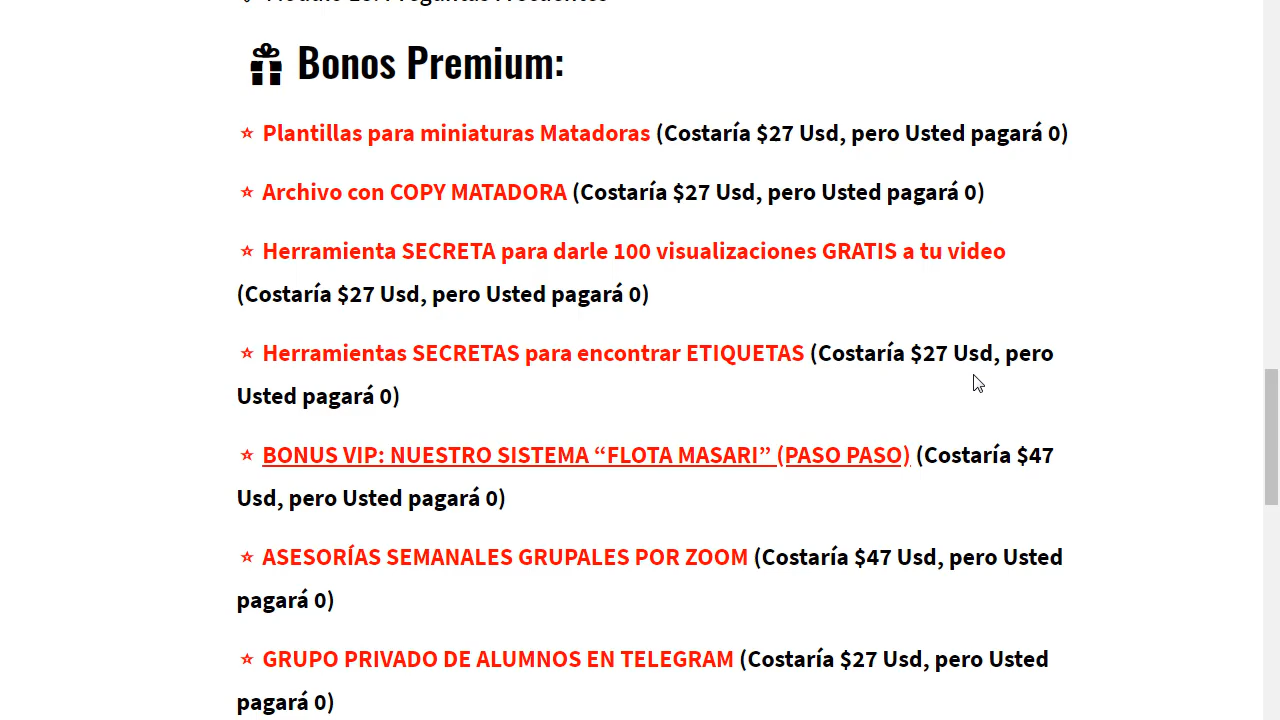 Bonos Premium:
Plantillas para miniaturas Matadoras (Costaría $27 Usd, pero Usted pagará 0)
Archivo con COPY MATADORA (Costaría $27 Usd, pero Usted pagará 0)
Herramienta SECRETA para darle 100 visualizaciones GRATIS a tu video
(Costaría $27 Usd, pero Usted pagará 0)
Herramientas SECRETAS para encontrar ETIQUETAS (Costaría $27 Usd, pero
Usted pagará 0)
BONUS VIP: NUESTRO SISTEMA “FLOTA MASARI” (PASO PASO) (Costaría $47
Usd, pero Usted pagará 0)
ASESORÍAS SEMANALES GRUPALES POR ZOOM (Costaría $47 Usd, pero Usted
pagará 0)
GRUPO PRIVADO DE ALUMNOS EN TELEGRAM (Costaría $27 Usd, pero Usted
pagará 0)